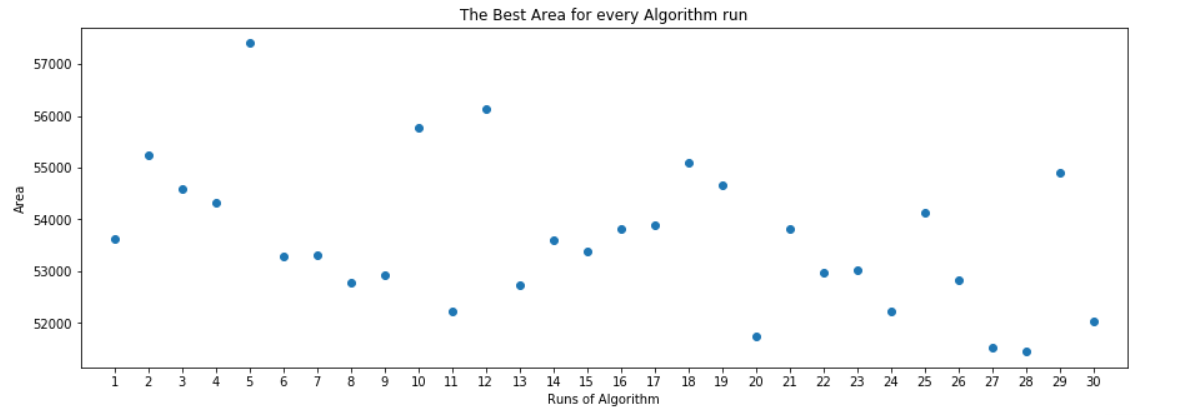 The Best Area for every Algorithm run
57000
56000
55000
54000
53000
52000
Area
1 2 3 4 5 6 7 8 9 10 11 12 13 14 15 16 17 18 19 20 21 22 23 24 25 26 27 28 29 30
Runs of Algorithm